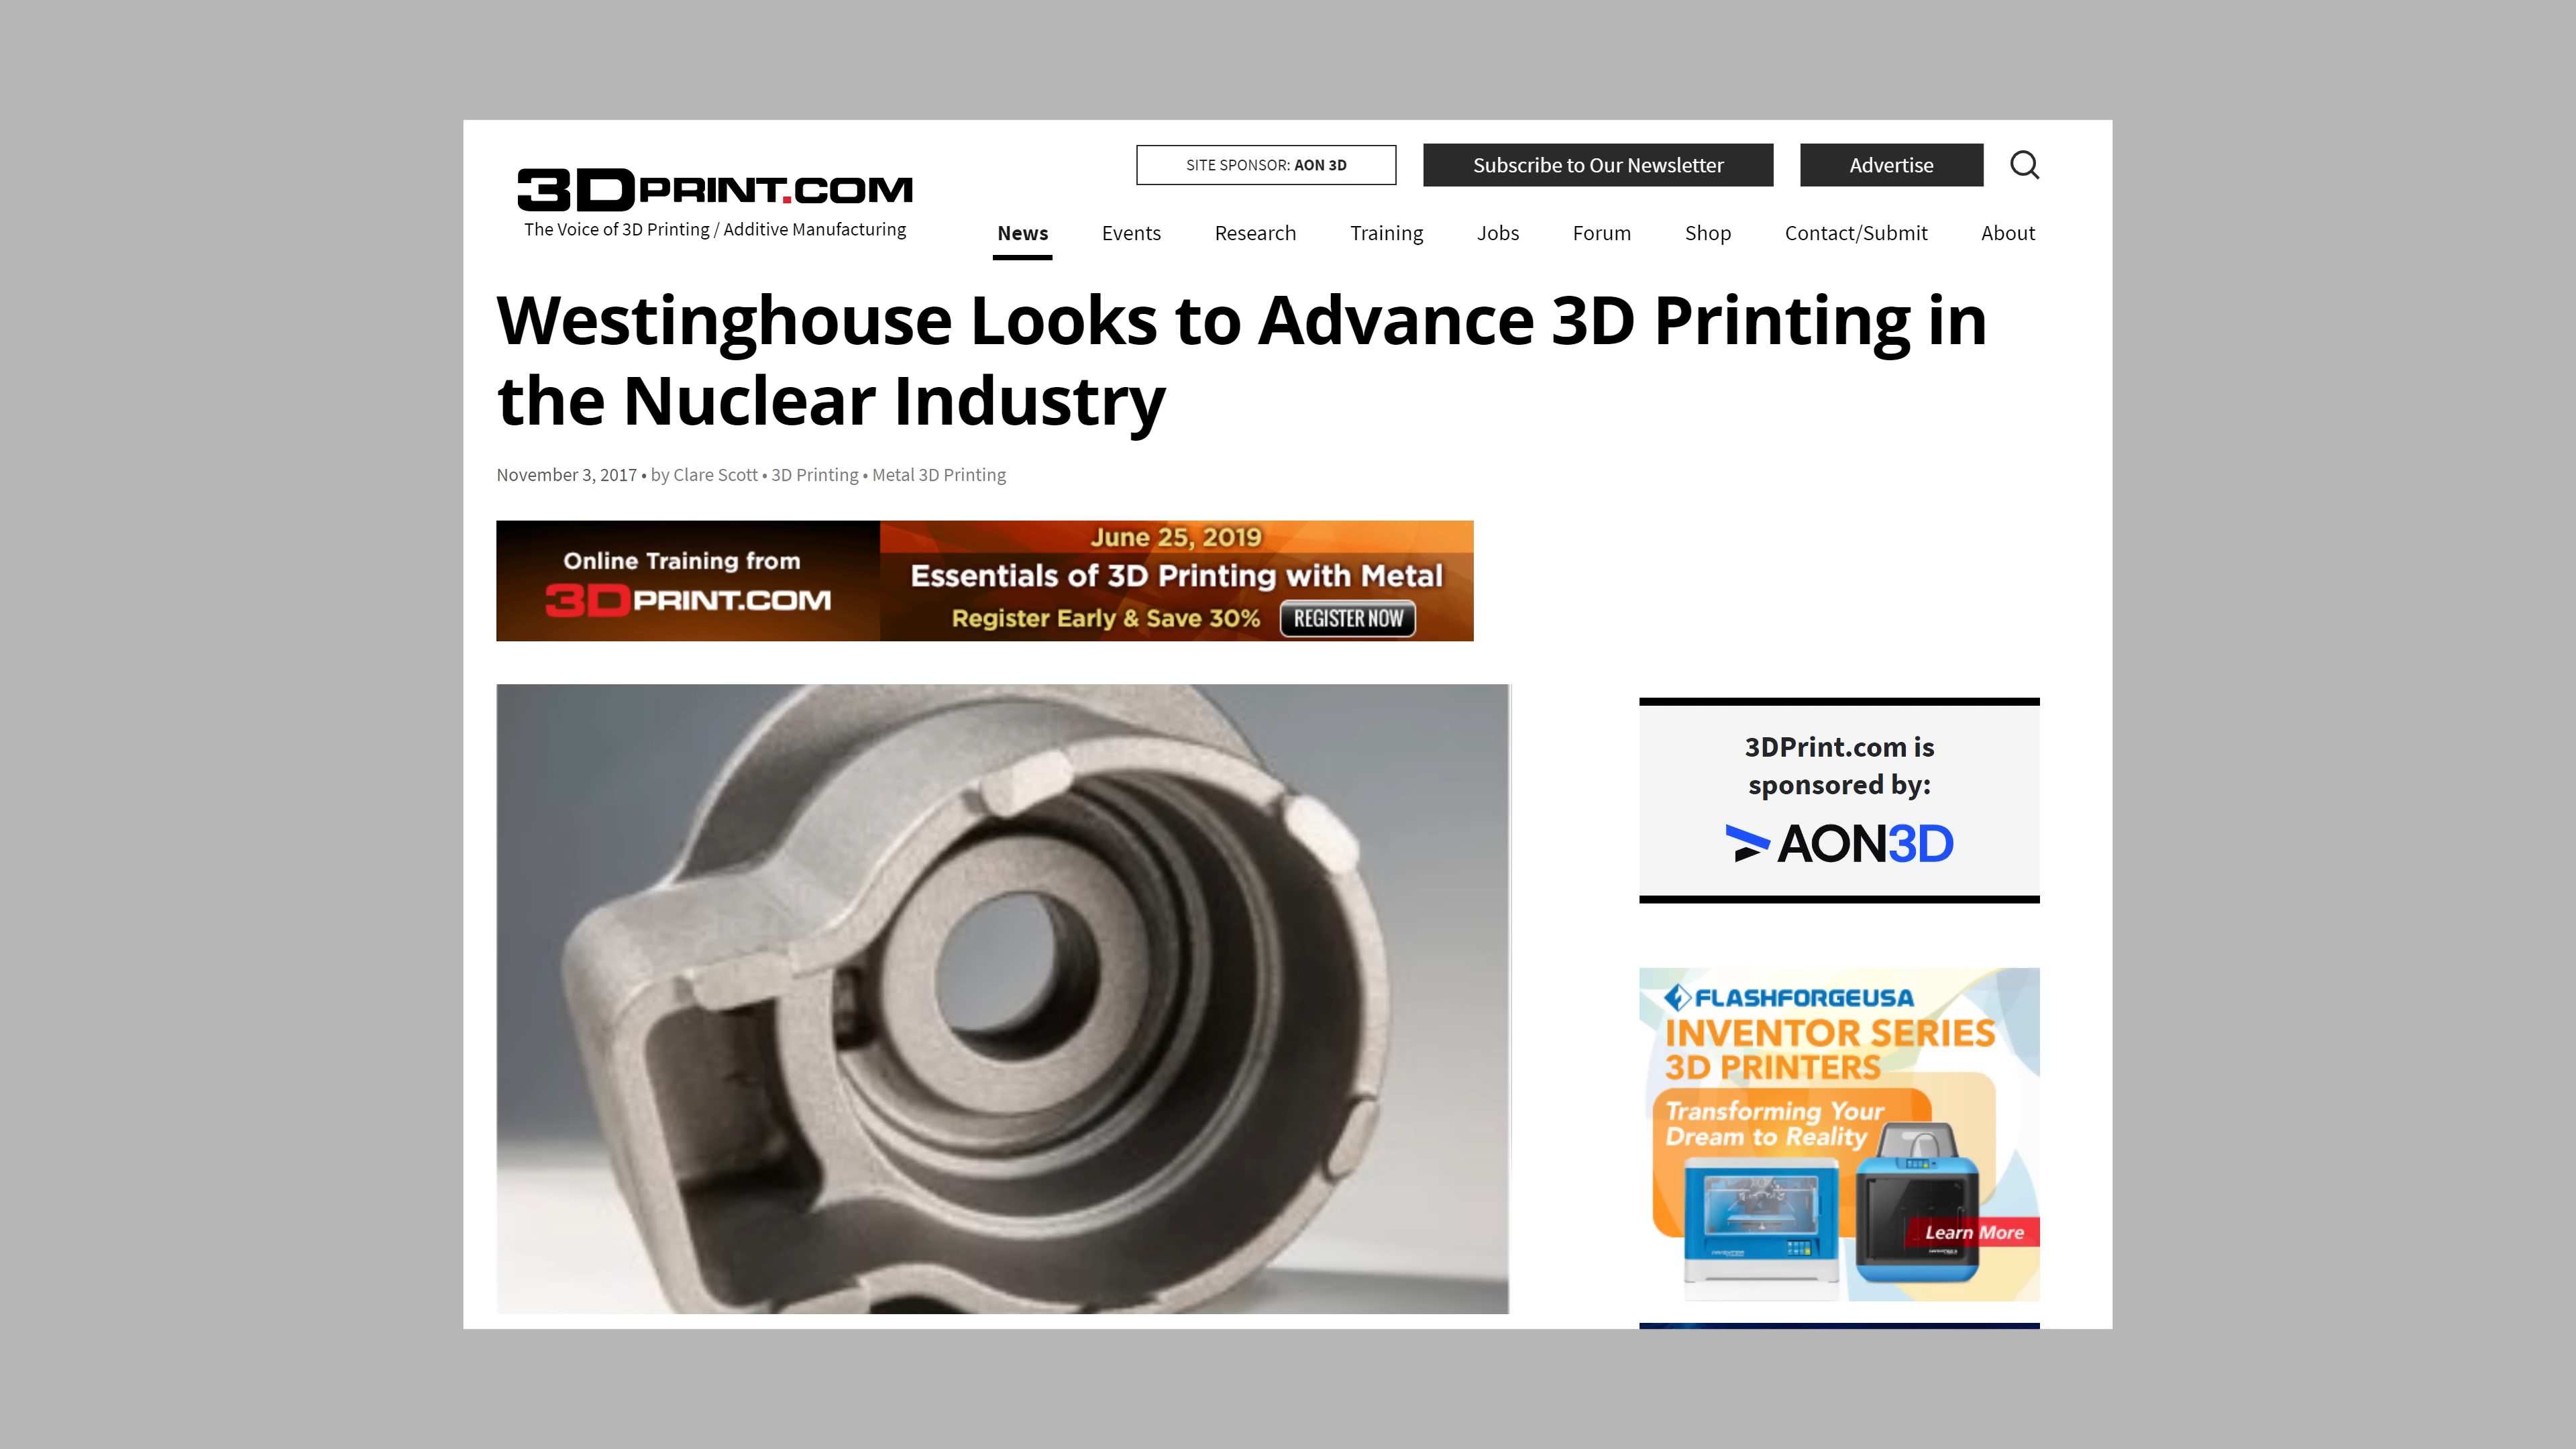 3DPRINT.COM
The Voice of 3D Printing / Additive Manufacturing
SITE SPONSOR: AON 3D
Subscribe to Our Newsletter
Advertise
News
Events
Research
Training
Jobs
Forum
Shop
Contact/Submit
About
Westinghouse Looks to Advance 3D Printing in
the Nuclear Industry
November 3, 2017 • by Clare Scott • 3D Printing • Metal 3D Printing
Online Training from
3DPRINT.COM
June 25, 2019
Essentials of 3D Printing with Metal
Register Early & Save 30%
REGISTER NOW
3DPrint.com is
sponsored by:
AON3D
FLASHFORGEUSA
INVENTOR SERIES
3D PRINTERS
Transforming Your
Dream to Reality
Learn More